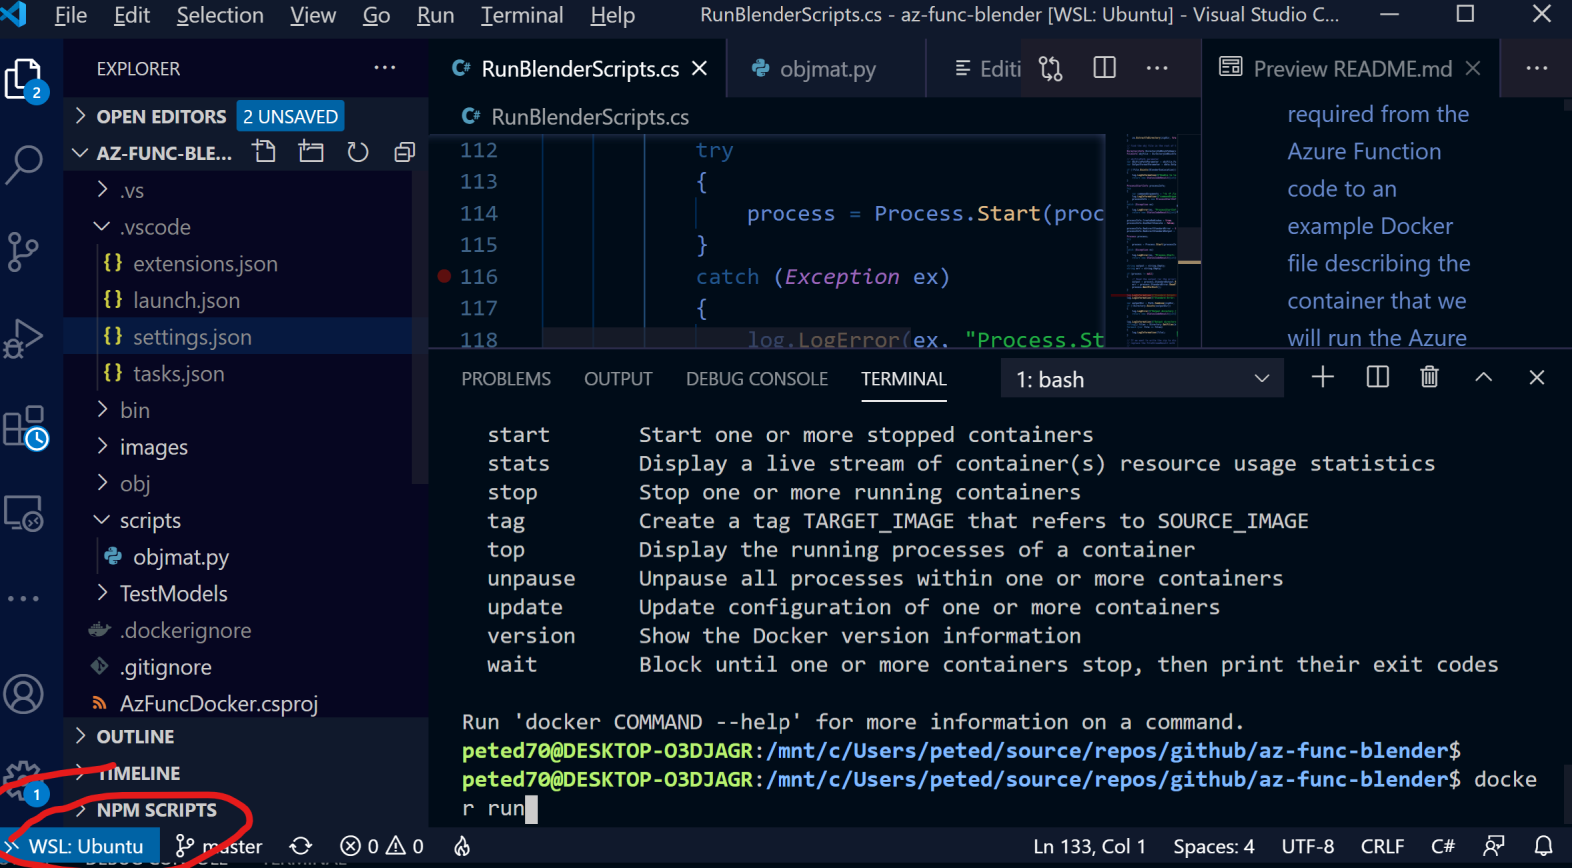 File Edit Selection View Go Run Terminal Help RunBlenderScripts.cs - az-func-blender [WSL: Ubuntu] - Visual Studio C...
EXPLORER
2
OPEN EDITORS 2 UNSAVED
AZ-FUNC-BLE...
.vs
.vscode
{} extensions.json
{} launch.json
{} settings.json
{} tasks.json
bin
images
obj
scripts
objmat.py
TestModels
.dockerignore
.gitignore
AzFuncDocker.csproj
OUTLINE
TIMELINE
NPM SCRIPTS
1
C# RunBlenderScripts.cs
objmat.py
Editi
Preview README.md
C# RunBlenderScripts.cs
112 try
113 {
114 process = Process.Start(proc
115 }
116 catch (Exception ex)
117 {
118 log.LogError(ex, "Process.St
required from the
Azure Function
code to an
example Docker
file describing the
container that we
will run the Azure
PROBLEMS OUTPUT DEBUG CONSOLE TERMINAL 1: bash
start Start one or more stopped containers
stats Display a live stream of container(s) resource usage statistics
stop Stop one or more running containers
tag Create a tag TARGET_IMAGE that refers to SOURCE_IMAGE
top Display the running processes of a container
unpause Unpause all processes within one or more containers
update Update configuration of one or more containers
version Show the Docker version information
wait Block until one or more containers stop, then print their exit codes
Run 'docker COMMAND --help' for more information on a command.
peted70@DESKTOP-O3DJAGR:/mnt/c/Users/peted/source/repos/github/az-func-blender$
peted70@DESKTOP-O3DJAGR:/mnt/c/Users/peted/source/repos/github/az-func-blender$ docke
r run
WSL: Ubuntu master 0 0 Ln 133, Col 1 Spaces: 4 UTF-8 CRLF C#
DEBUG CONSOLE TERMINAL